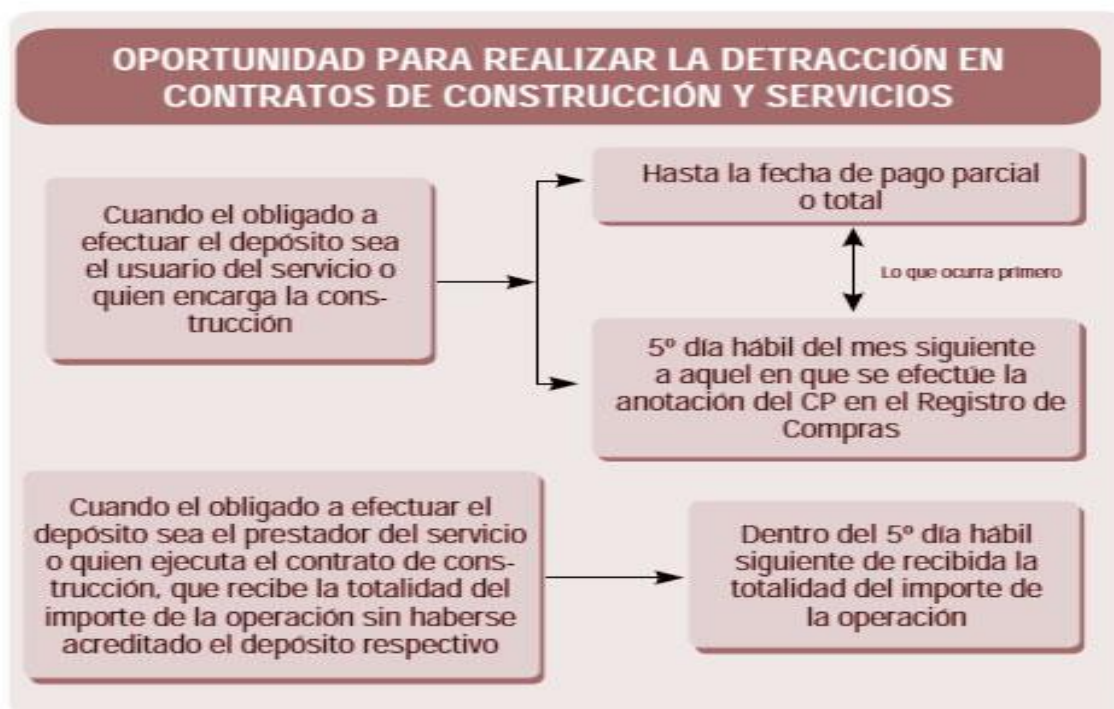 OPORTUNIDAD PARA REALIZAR LA DETRACCIÓN EN
CONTRATOS DE CONSTRUCCIÓN Y SERVICIOS
Cuando el obligado a
efectuar el depósito sea
el usuario del servicio o
quien encarga la cons-
trucción
Hasta la fecha de pago parcial
o total
Lo que ocurra primero
5º día hábil del mes siguiente
a aquel en que se efectúe la
anotación del CP en el Registro de
Compras
Cuando el obligado a efectuar el
depósito sea el prestador del servicio
o quien ejecuta el contrato de cons-
trucción, que recibe la totalidad del
importe de la operación sin haberse
acreditado el depósito respectivo
Dentro del 5º día hábil
siguiente de recibida la
totalidad del importe de
la operación